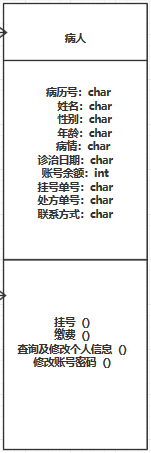 病人
病历号：char
姓名：char
性别：char
年龄：char
病情：char
诊治日期：char
账号余额：int
挂号单号：char
处方单号：char
联系方式：char
挂号（）
缴费（）
查询及修改个人信息（）
修改账号密码（）